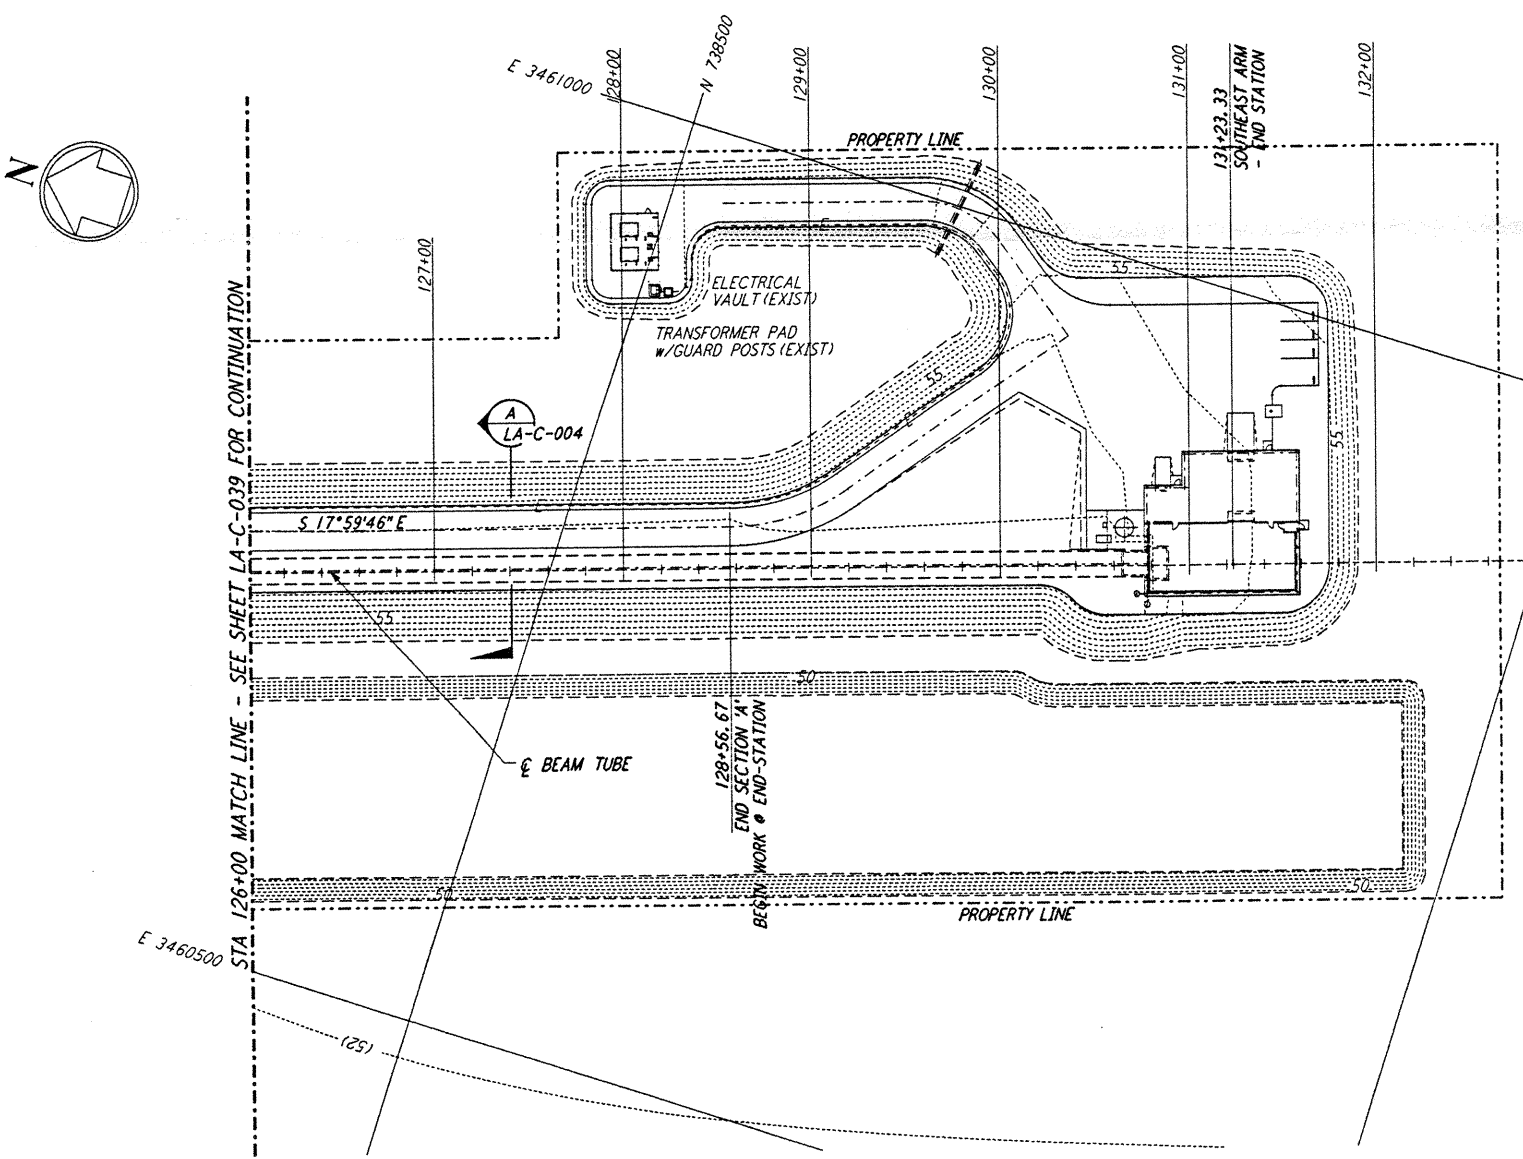 N
E 3461000
N 738500
127+00
128+00
129+00
130+00
131+00
131+23.33
SOUTHEAST ARM
- END STATION
132+00
PROPERTY LINE
ELECTRICAL
VAULT (EXIST)
TRANSFORMER PAD
W/GUARD POSTS (EXIST)
55
55
55
A
LA-C-004
S 17°59'46" E
55
STA 126+00 MATCH LINE - SEE SHEET LA-C-039 FOR CONTINUATION
50
℄ BEAM TUBE
128+56.67
END SECTION 'A'
BEGIN WORK @ END-STATION
50
50
PROPERTY LINE
E 3460500
(52)